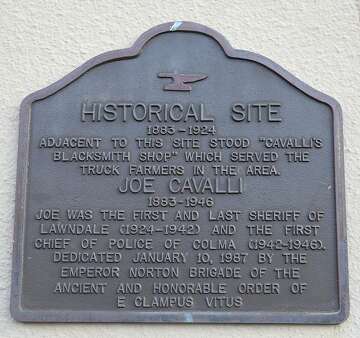 HISTORICAL SITE
1883-1924
ADJACENT TO THIS SITE STOOD "CAVALLI'S
BLACKSMITH SHOP" WHICH SERVED THE
TRUCK FARMERS IN THE AREA.
JOE CAVALLI
1883-1946
JOE WAS THE FIRST AND LAST SHERIFF OF
LAWNDALE (1924-1942) AND THE FIRST
CHIEF OF POLICE OF COLMA (1942-1946).
DEDICATED JANUARY 10, 1987 BY THE
EMPEROR NORTON BRIGADE OF THE
ANCIENT AND HONORABLE ORDER OF
E CLAMPUS VITUS